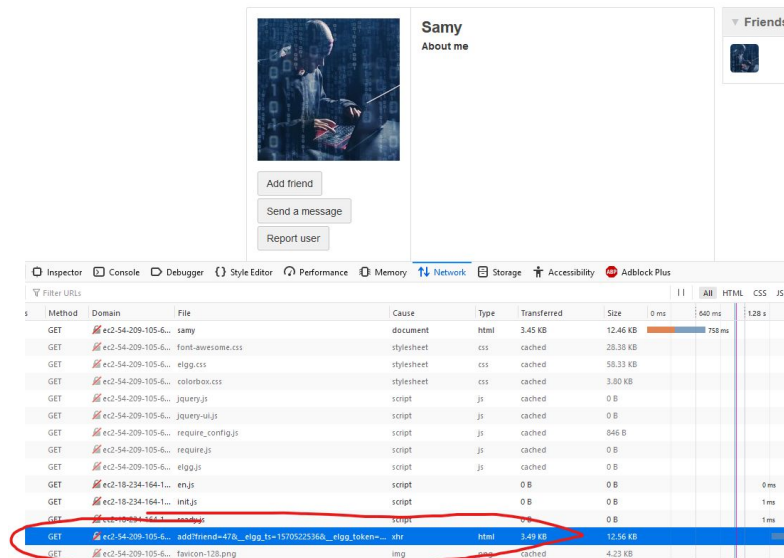 Samy
About me
Friends
Add friend
Send a message
Report user
Inspector Console Debugger {} Style Editor Performance Memory Network Storage Accessibility ABP Adblock Plus
Filter URLs All HTML CSS JS
s Method Domain File Cause Type Transferred Size 0 ms 640 ms 1.28 s
GET ec2-54-209-105-6... samy document html 3.45 KB 12.46 KB 758 ms
GET ec2-54-209-105-6... font-awesome.css stylesheet css cached 28.38 KB
GET ec2-54-209-105-6... elgg.css stylesheet css cached 58.33 KB
GET ec2-54-209-105-6... colorbox.css stylesheet css cached 3.80 KB
GET ec2-54-209-105-6... jquery.js script js cached 0 B
GET ec2-54-209-105-6... jquery-ui.js script js cached 0 B
GET ec2-54-209-105-6... require_config.js script js cached 846 B
GET ec2-54-209-105-6... require.js script js cached 0 B
GET ec2-54-209-105-6... elgg.js script js cached 0 B
GET ec2-18-234-164-1... en.js script 0 B 0 B 0 ms
GET ec2-18-234-164-1... init.js script 0 B 0 B 1 ms
GET ec2-18-234-164-1... ready.js script 0 B 0 B 1 ms
GET ec2-54-209-105-6... add?friend=47&__elgg_ts=1570522536&__elgg_token=... xhr html 3.49 KB 12.56 KB
GET ec2-54-209-105-6... favicon-128.png img png cached 4.23 KB